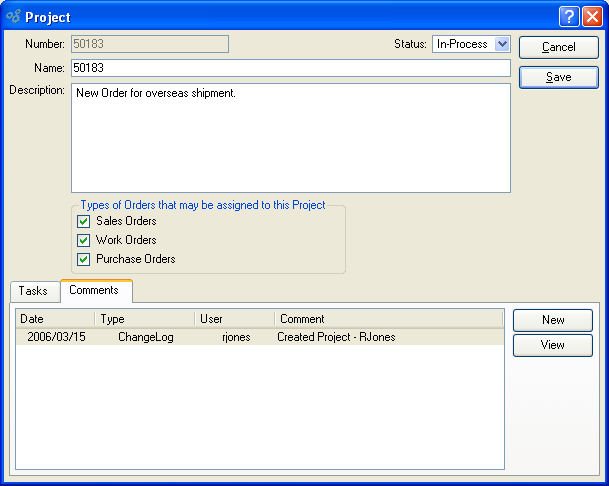 Project
Number: 50183 Status: In-Process Cancel
Name: 50183 Save
Description: New Order for overseas shipment.
Types of Orders that may be assigned to this Project
Sales Orders
Work Orders
Purchase Orders
Tasks Comments
Date Type User Comment New
2006/03/15 ChangeLog rjones Created Project - RJones View